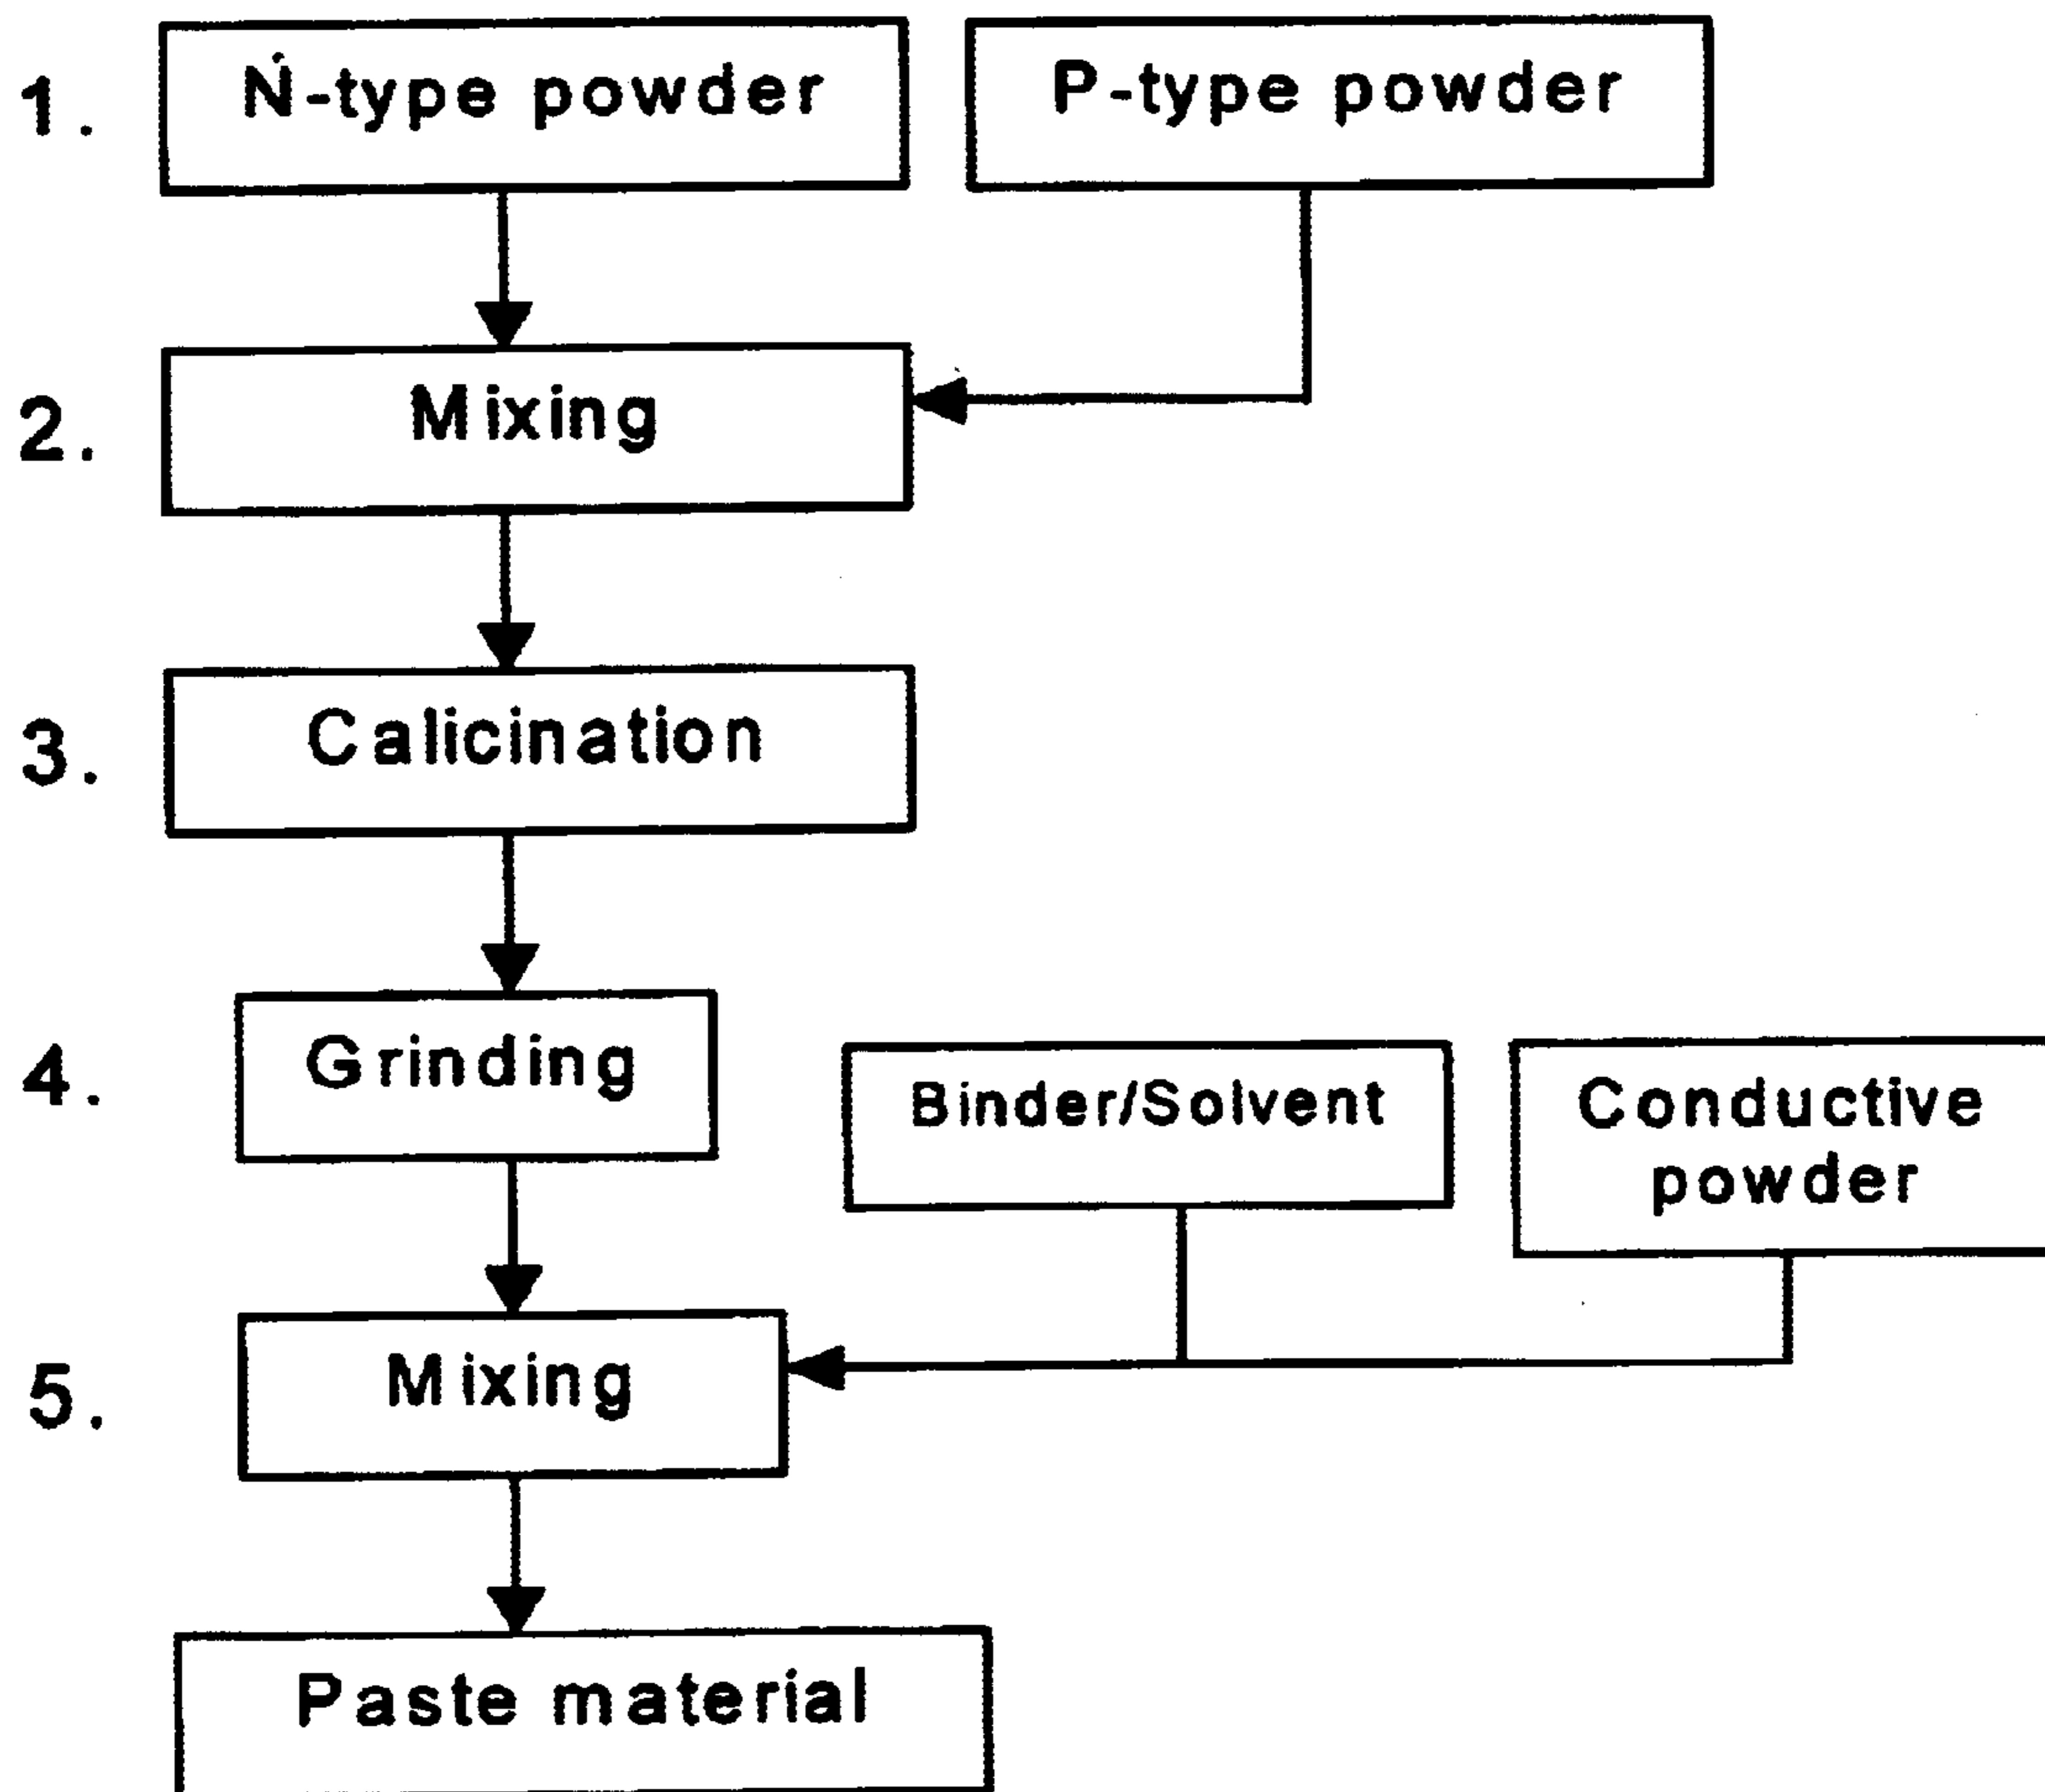 1.
N-type powder
P-type powder
2.
Mixing
3.
Calicination
4.
Grinding
Binder/Solvent
Conductive
powder
5.
Mixing
Paste material